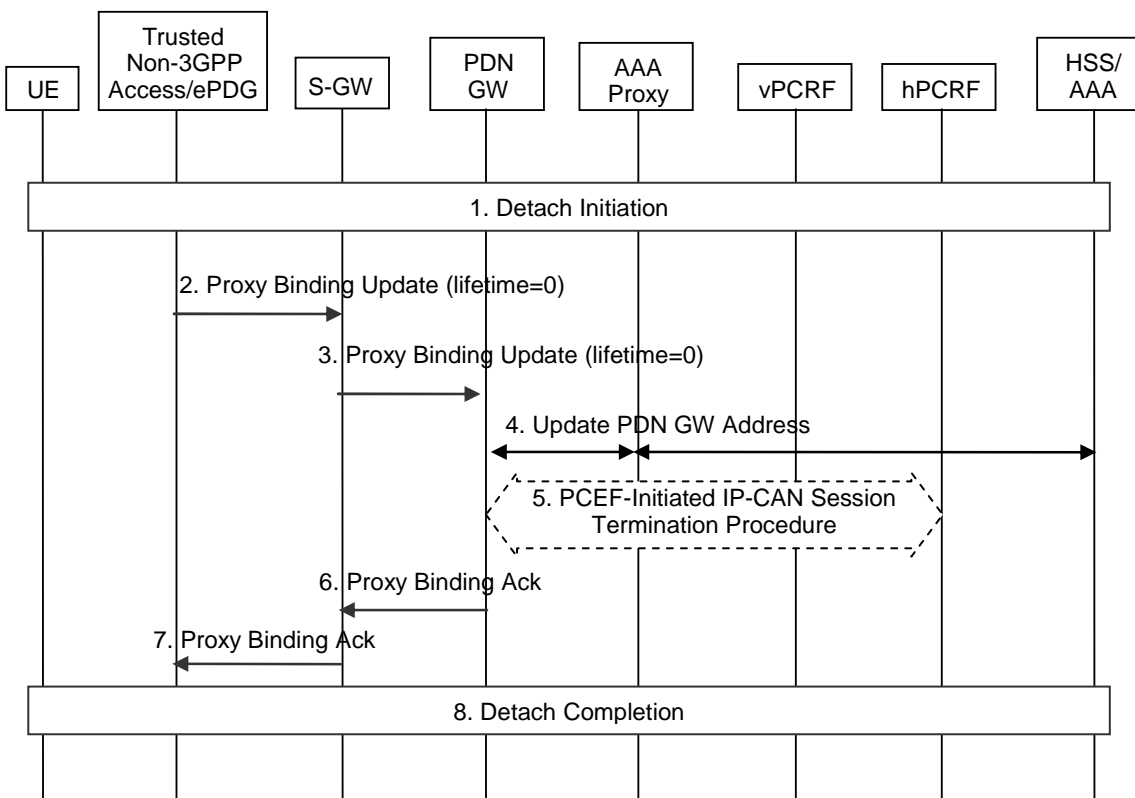 UE
Trusted
Non-3GPP
Access/ePDG
S-GW
PDN
GW
AAA
Proxy
vPCRF
hPCRF
HSS/
AAA
1. Detach Initiation
2. Proxy Binding Update (lifetime=0)
3. Proxy Binding Update (lifetime=0)
4. Update PDN GW Address
5. PCEF-Initiated IP-CAN Session
Termination Procedure
6. Proxy Binding Ack
7. Proxy Binding Ack
8. Detach Completion